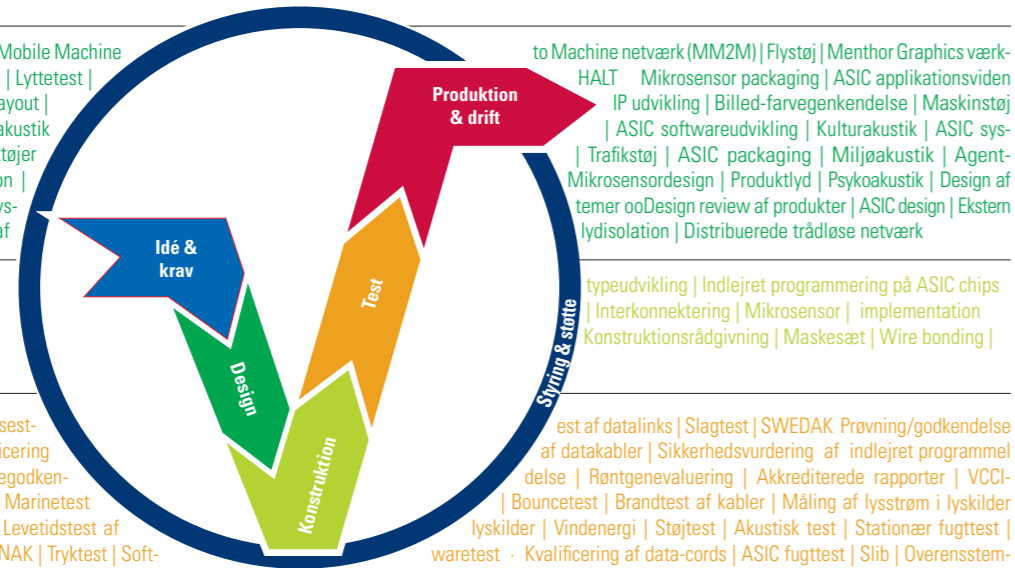 Mobile Machine
| Lyttetest |
ayout |
akustik
tøjer
on |
ys-
af
to Machine netværk (MM2M) | Flystøj | Menthor Graphics værk-
HALT Mikrosensor packaging | ASIC applikationsviden
IP udvikling | Billed-farvegenkendelse | Maskinstøj
| ASIC softwareudvikling | Kulturakustik | ASIC sys-
| Trafikstøj | ASIC packaging | Miljøakustik | Agent-
Mikrosensordesign | Produktlyd | Psykoakustik | Design af
temer ooDesign review af produkter | ASIC design | Ekstern
lydisolation | Distribuerede trådløse netværk
Produktion
& drift
Idé &
krav
Test
Design
Konstruktion
Styring & støtte
typeudvikling | Indlejret programmering på ASIC chips
| Interkonnektering | Mikrosensor | implementation
Konstruktionsrådgivning | Maskesæt | Wire bonding |
sest-
icering
egodken-
Marinetest
Levetidstest af
NAK | Tryktest | Soft-
est af datalinks | Slagtest | SWEDAK Prøvning/godkendelse
af datakabler | Sikkerhedsvurdering af indlejret programmel
delse | Røntgenevaluering | Akkrediterede rapporter | VCCI-
| Bouncetest | Brandtest af kabler | Måling af lysstrøm i lyskilder
lyskilder | Vindenergi | Støjtest | Akustisk test | Stationær fugttest |
waretest · Kvalificering af data-cords | ASIC fugttest | Slib | Overensstem-